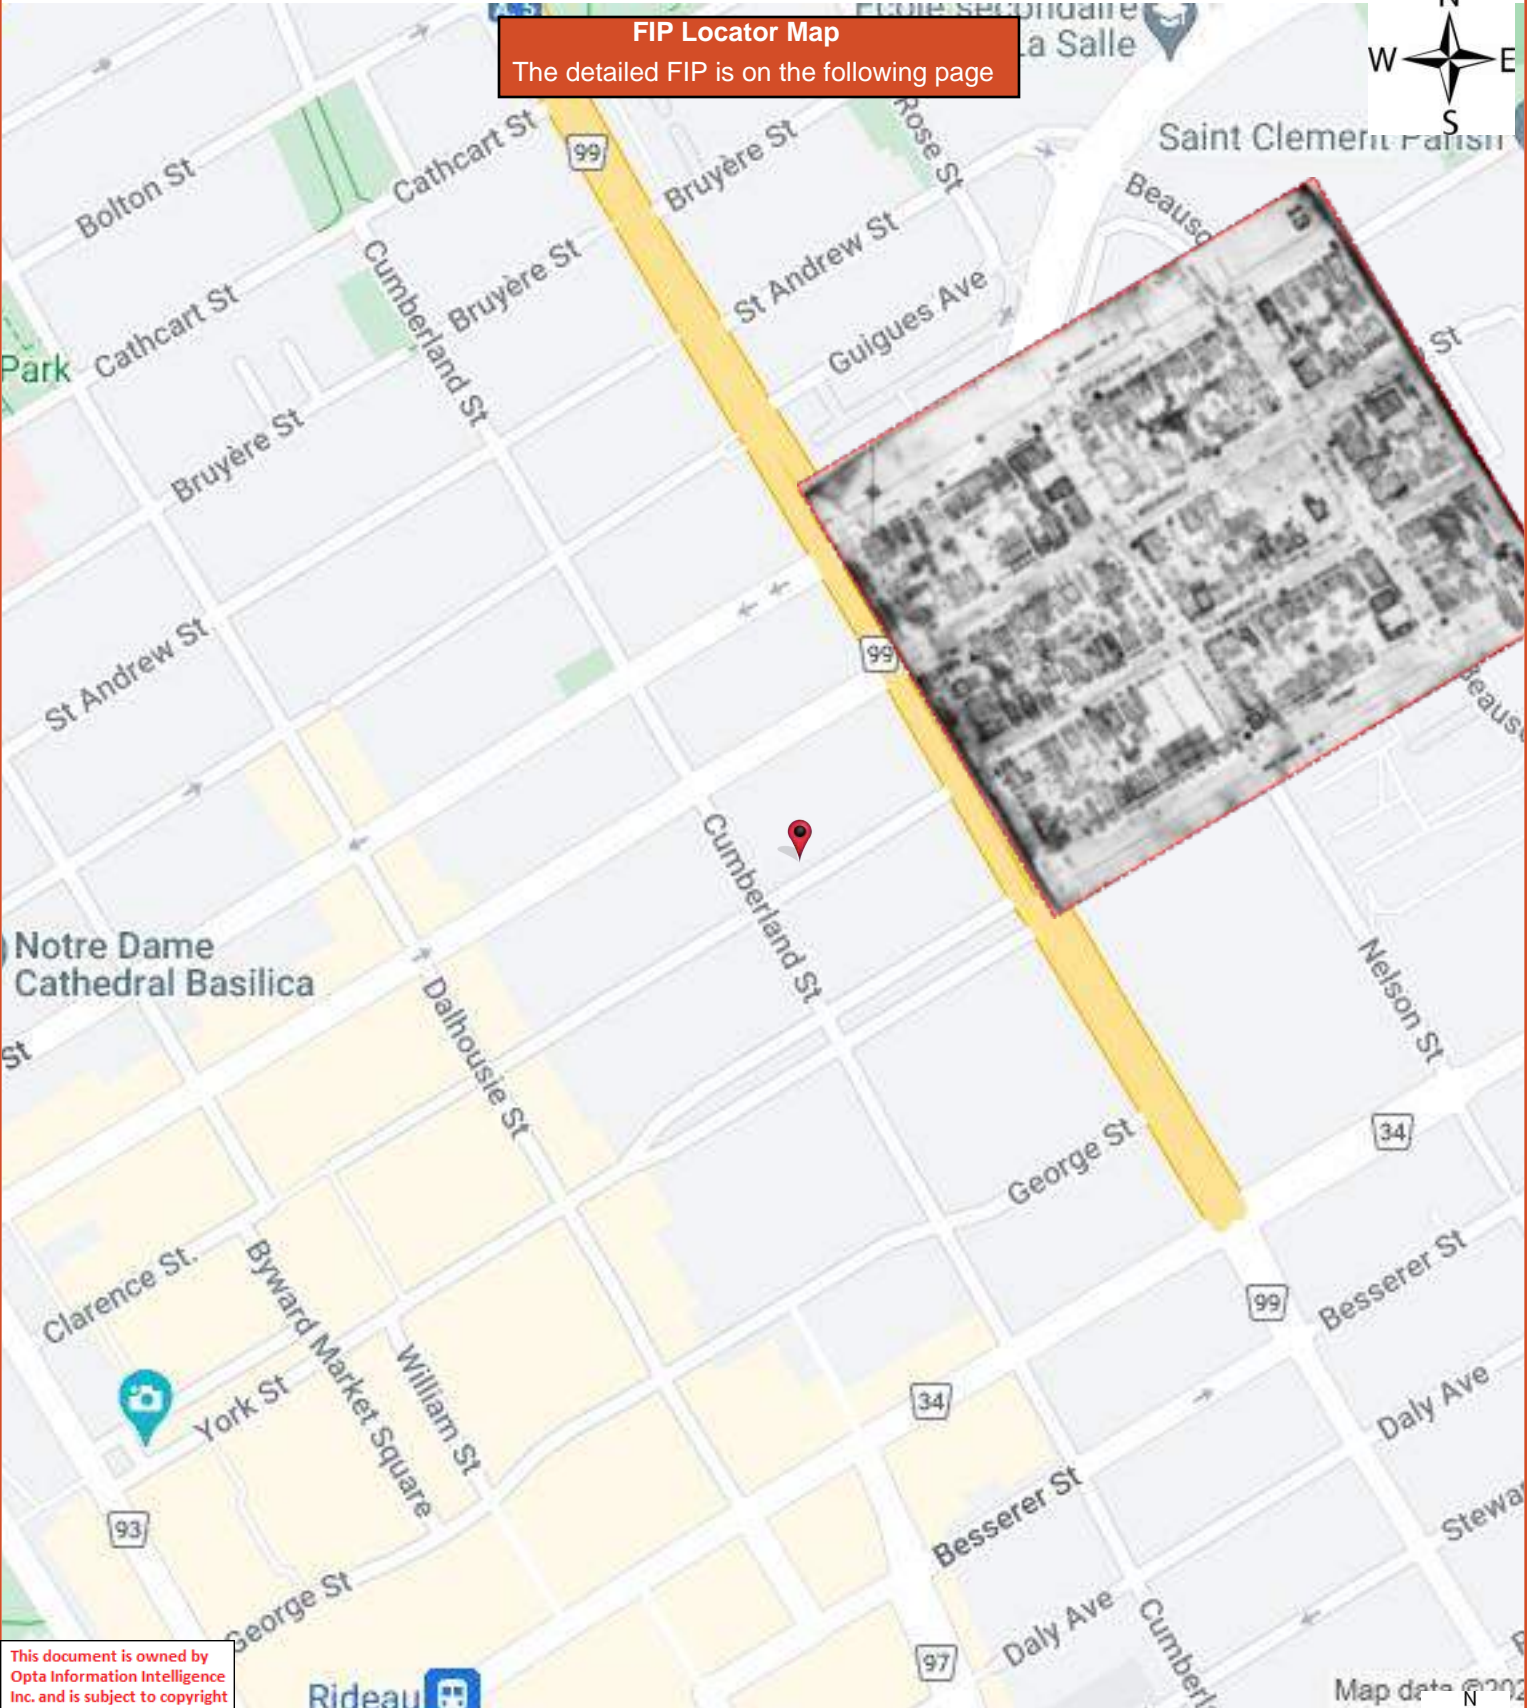 FIP Locator Map
The detailed FIP is on the following page
La Salle
N
W
E
S
99
Cathcart St
Bruyère St
Rose St
Saint Clement Parish
Bolton St
Cumberland St
Bruyère St
St Andrew St
Guigues Ave
13
Park
Cathcart St
St
Bruyère St
St Andrew St
99
Cumberland St
Notre Dame
Cathedral Basilica
St
Dalhousie St
Nelson St
34
George St
Clarence St.
Byward Market Square
99
Besserer St
William St
York St
34
Daly Ave
93
Besserer St
George St
Daly Ave
97
This document is owned by
Opta Information Intelligence
Inc. and is subject to copyright
Rideau
Map data
N